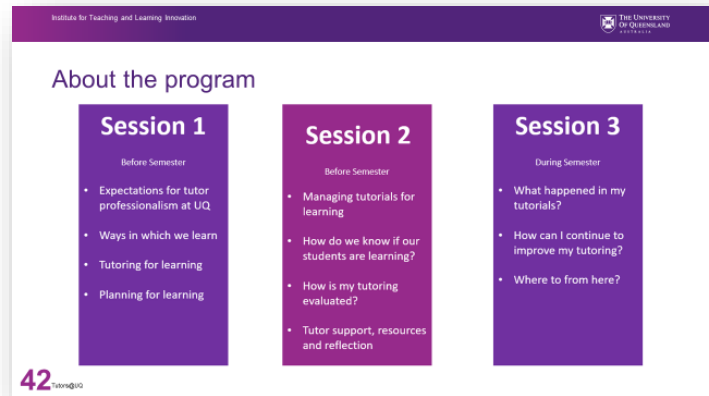 Institute for Teaching and Learning Innovation
THE UNIVERSITY
OF QUEENSLAND
AUSTRALIA
About the program
Session 1
Before Semester
• Expectations for tutor
professionalism at UQ
• Ways in which we learn
• Tutoring for learning
• Planning for learning
Session 2
Before Semester
• Managing tutorials for
learning
• How do we know if our
students are learning?
• How is my tutoring
evaluated?
• Tutor support, resources
and reflection
Session 3
During Semester
• What happened in my
tutorials?
• How can I continue to
improve my tutoring?
• Where to from here?
42 Tutors@UQ